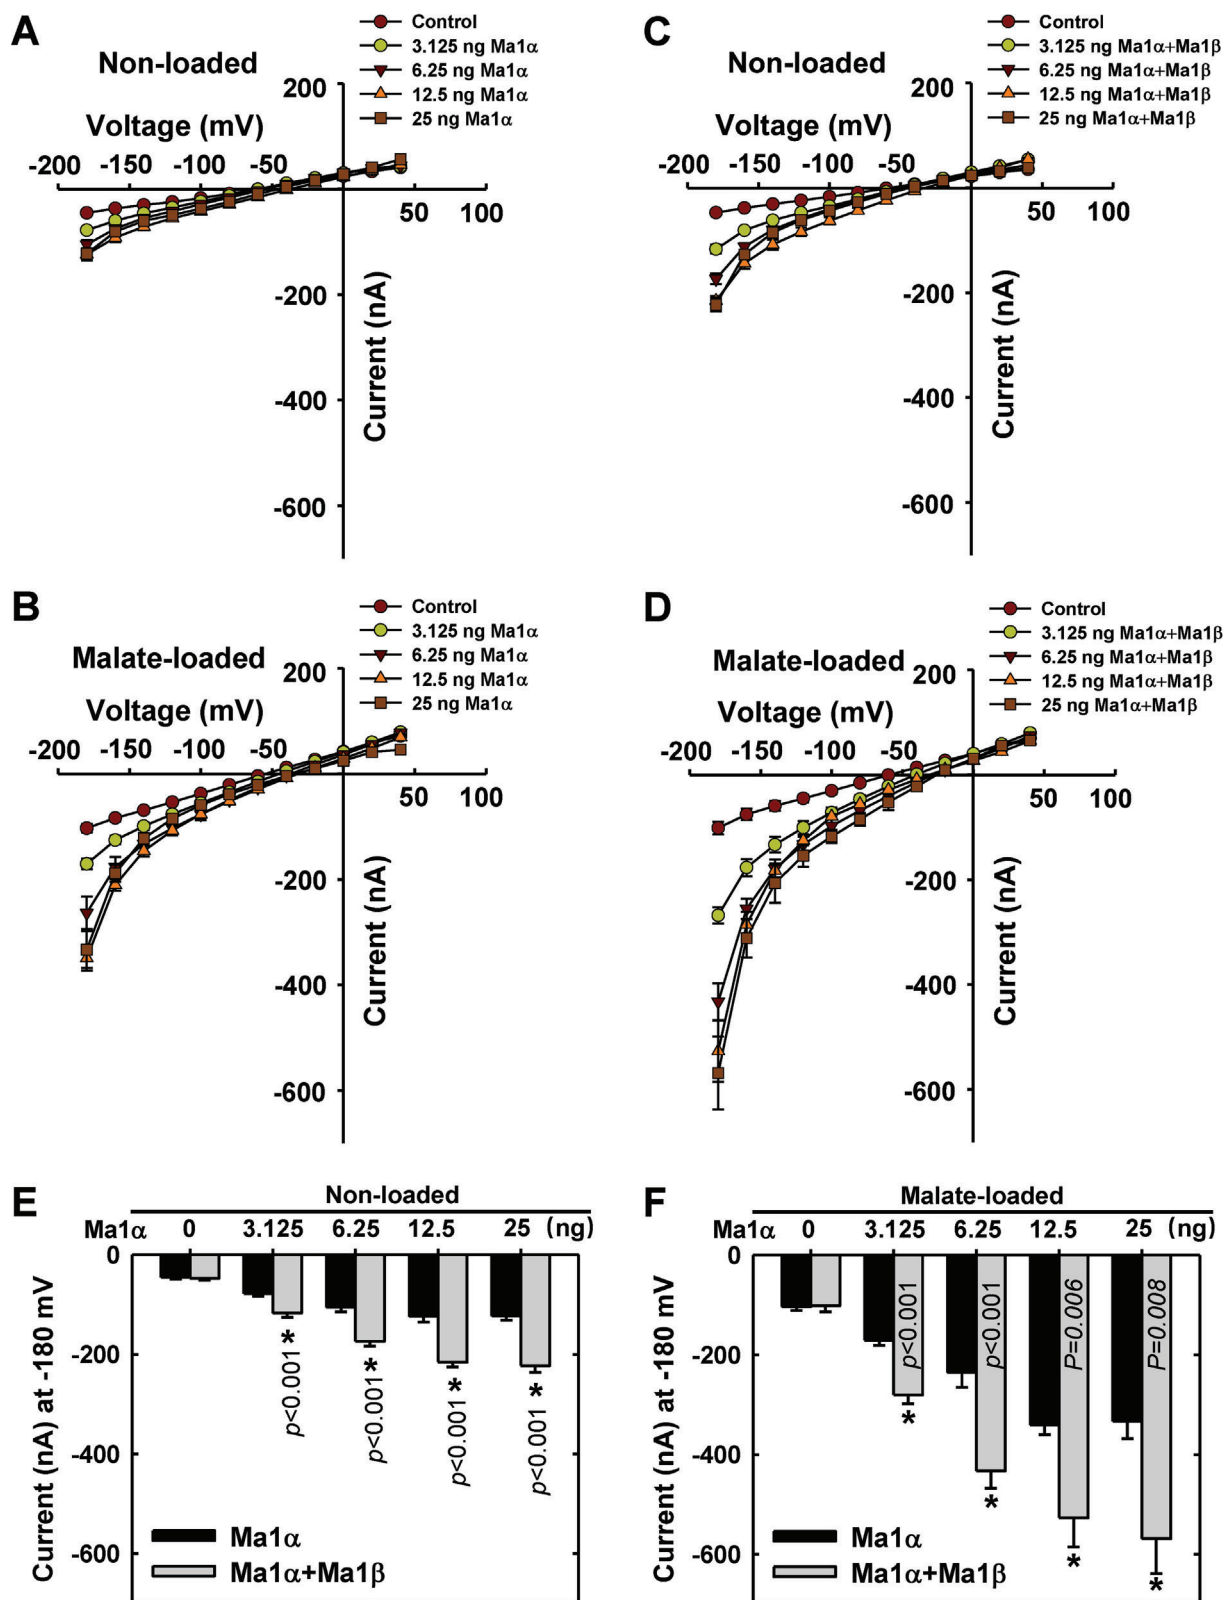 A
Non-loaded
Control
3.125 ng Ma1α
6.25 ng Ma1α
12.5 ng Ma1α
25 ng Ma1α
Voltage (mV)
-200 -150 -100 -50
50 100
200
-200
-400
-600
Current (nA)
C
Non-loaded
Control
3.125 ng Ma1α+Ma1β
6.25 ng Ma1α+Ma1β
12.5 ng Ma1α+Ma1β
25 ng Ma1α+Ma1β
Voltage (mV)
-200 -150 -100 -50
50 100
200
-200
-400
-600
Current (nA)
B
Malate-loaded
Control
3.125 ng Ma1α
6.25 ng Ma1α
12.5 ng Ma1α
25 ng Ma1α
Voltage (mV)
-200 -150 -100 -50
50 100
200
-200
-400
-600
Current (nA)
D
Malate-loaded
Control
3.125 ng Ma1α+Ma1β
6.25 ng Ma1α+Ma1β
12.5 ng Ma1α+Ma1β
25 ng Ma1α+Ma1β
Voltage (mV)
-200 -150 -100 -50
50 100
200
-200
-400
-600
Current (nA)
E
Non-loaded
Ma1α 0 3.125 6.25 12.5 25 (ng)
0
-200
-400
-600
Current (nA) at -180 mV
* p<0.001
* p<0.001
* p<0.001
* p<0.001
Ma1α
Ma1α+Ma1β
F
Malate-loaded
Ma1α 0 3.125 6.25 12.5 25 (ng)
0
-200
-400
-600
Current (nA) at -180 mV
p<0.001 *
p<0.001 *
P=0.006 *
P=0.008 *
Ma1α
Ma1α+Ma1β